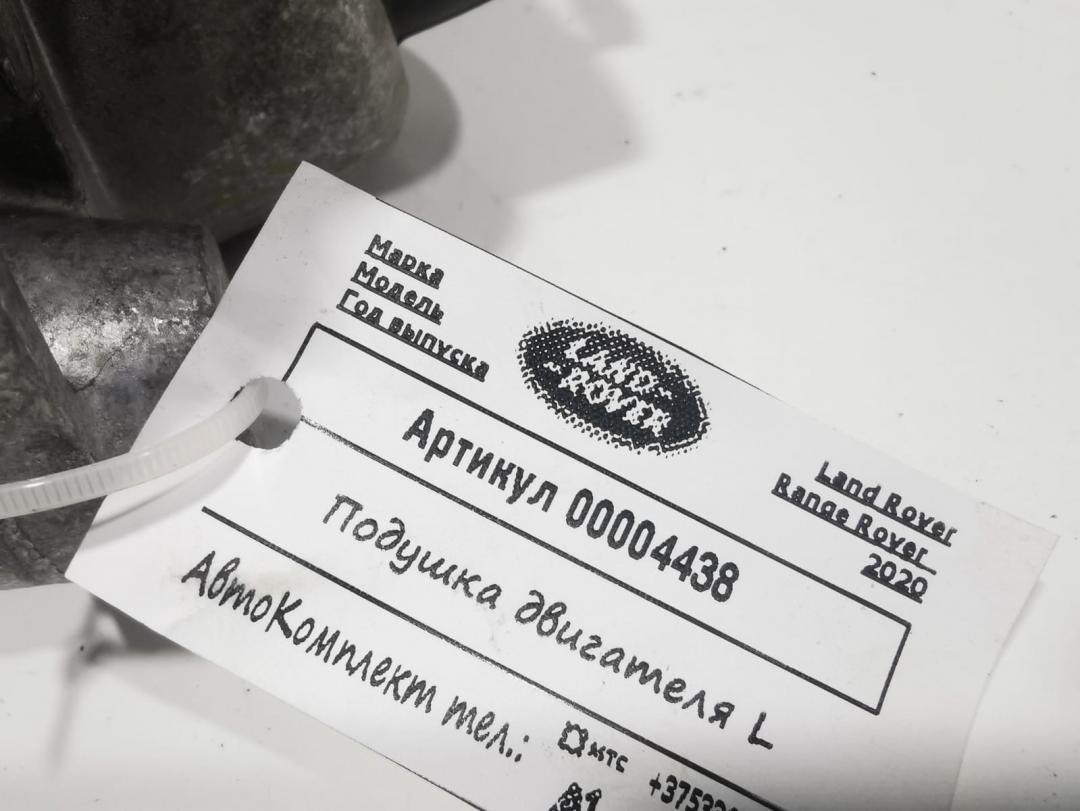 Марка
Модель
Год выпуска
LAND
ROVER
Land Rover
Range Rover
2020
Артикул 00004438
Подушка двигателя L
АвтоКомплект тел.:
мтс